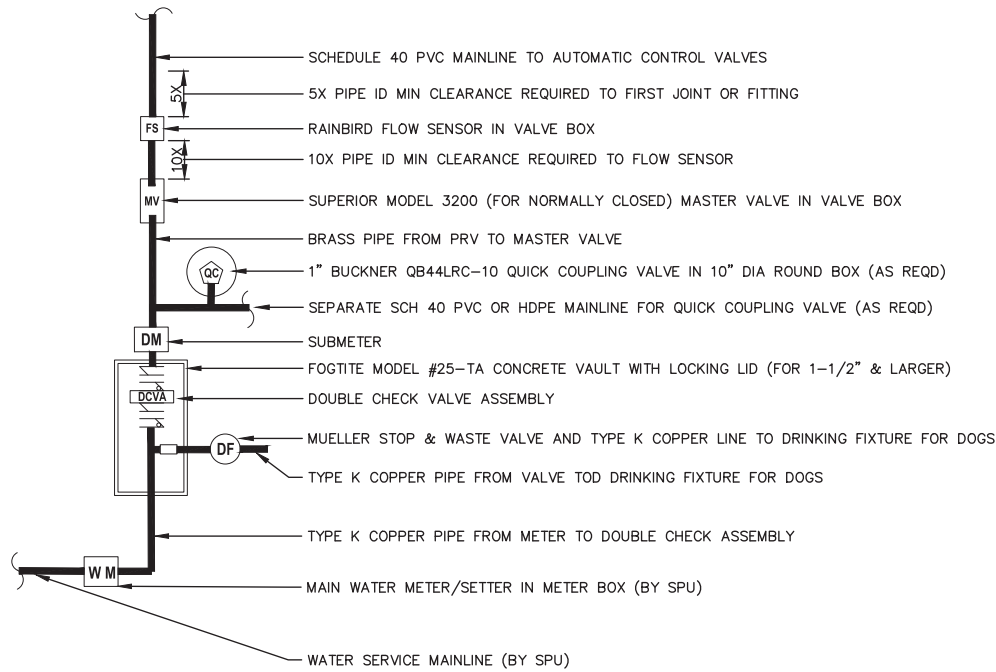 SCHEDULE 40 PVC MAINLINE TO AUTOMATIC CONTROL VALVES
5X
5X PIPE ID MIN CLEARANCE REQUIRED TO FIRST JOINT OR FITTING
FS
RAINBIRD FLOW SENSOR IN VALVE BOX
10X
10X PIPE ID MIN CLEARANCE REQUIRED TO FLOW SENSOR
MV
SUPERIOR MODEL 3200 (FOR NORMALLY CLOSED) MASTER VALVE IN VALVE BOX
BRASS PIPE FROM PRV TO MASTER VALVE
QC
1" BUCKNER QB44LRC-10 QUICK COUPLING VALVE IN 10" DIA ROUND BOX (AS REQD)
SEPARATE SCH 40 PVC OR HDPE MAINLINE FOR QUICK COUPLING VALVE (AS REQD)
DM
SUBMETER
FOGTITE MODEL #25-TA CONCRETE VAULT WITH LOCKING LID (FOR 1-1/2" & LARGER)
DCVA
DOUBLE CHECK VALVE ASSEMBLY
MUELLER STOP & WASTE VALVE AND TYPE K COPPER LINE TO DRINKING FIXTURE FOR DOGS
DF
TYPE K COPPER PIPE FROM VALVE TOD DRINKING FIXTURE FOR DOGS
TYPE K COPPER PIPE FROM METER TO DOUBLE CHECK ASSEMBLY
W M
MAIN WATER METER/SETTER IN METER BOX (BY SPU)
WATER SERVICE MAINLINE (BY SPU)